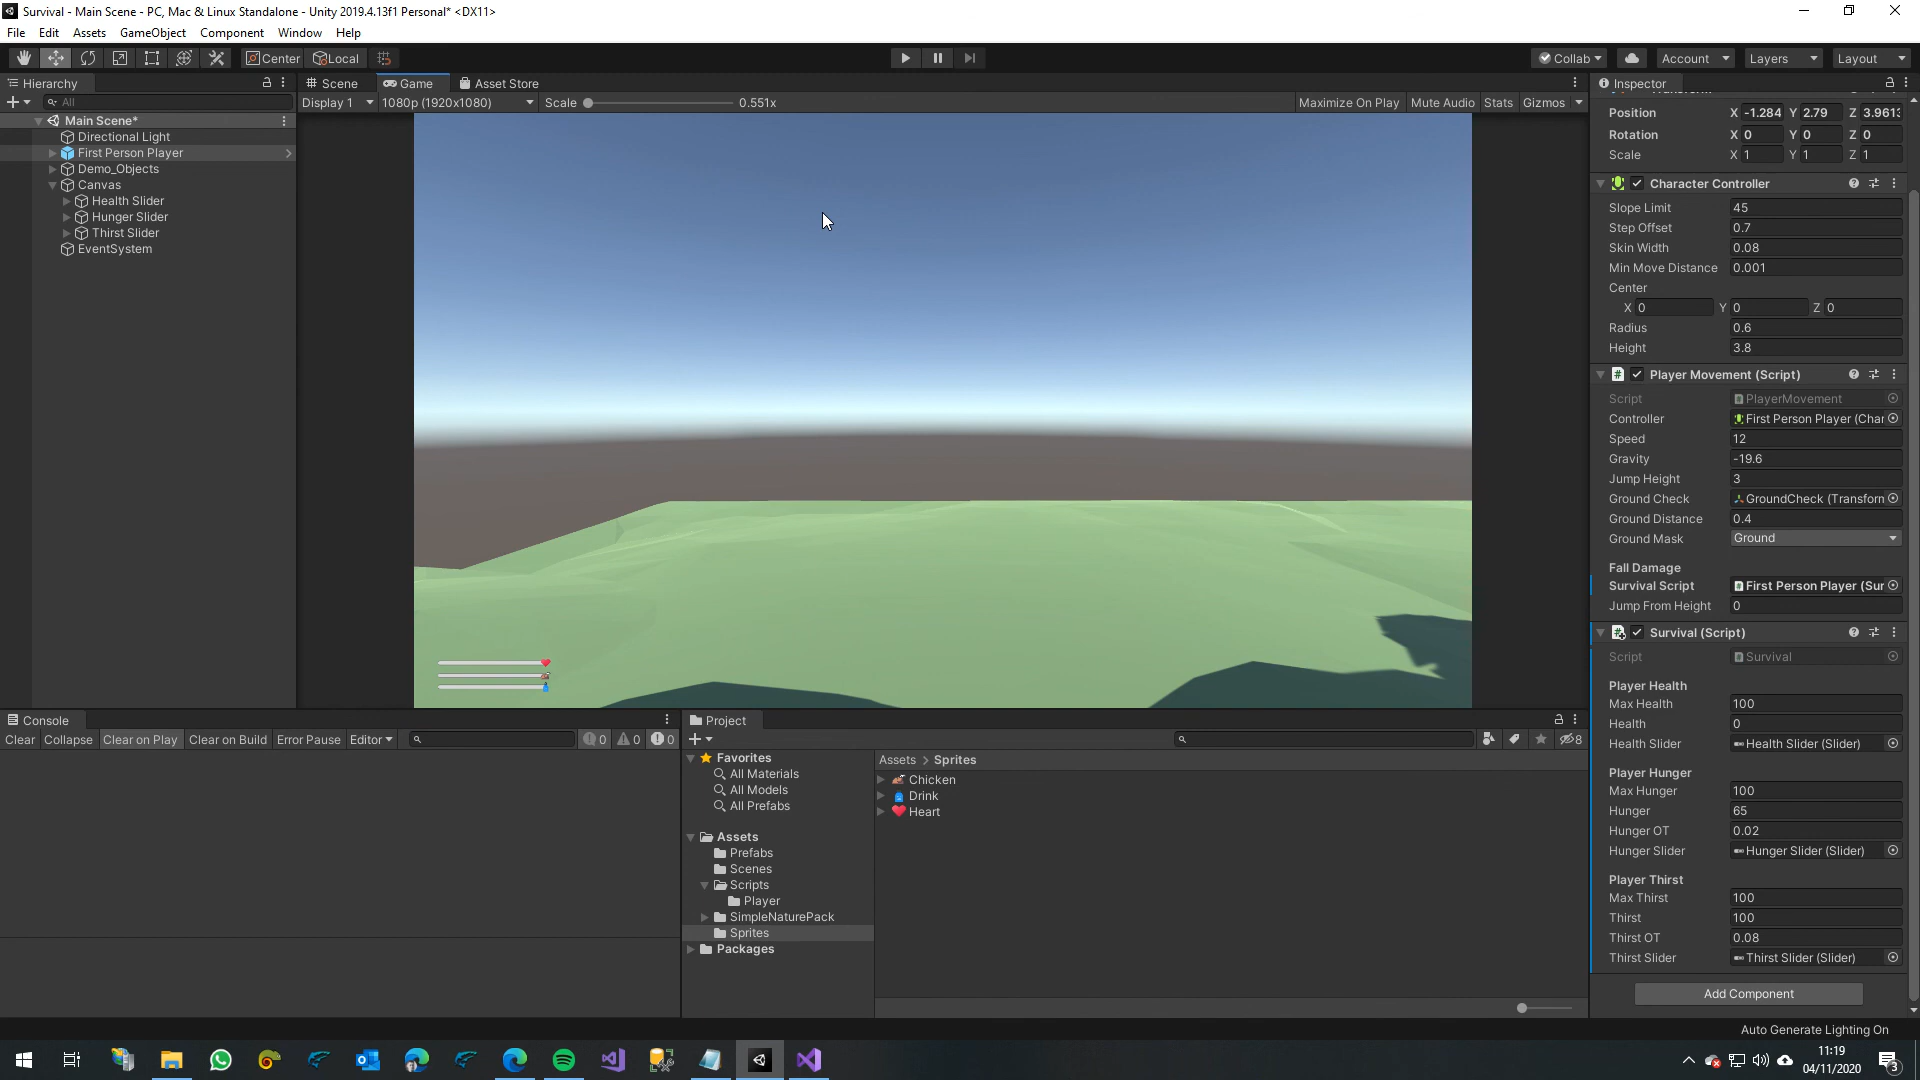 Survival - Main Scene - PC, Mac & Linux Standalone - Unity 2019.4.13f1 Personal* <DX11>
File Edit Assets GameObject Component Window Help
Center Local Collab Account Layers Layout
Hierarchy
All
Main Scene*
Directional Light
First Person Player
Demo_Objects
Canvas
Health Slider
Hunger Slider
Thirst Slider
EventSystem
Scene Game Asset Store
Display 1 1080p (1920x1080) Scale 0.551x Maximize On Play Mute Audio Stats Gizmos
Inspector
Position X -1.284 Y 2.79 Z 3.961
Rotation X 0 Y 0 Z 0
Scale X 1 Y 1 Z 1
Character Controller
Slope Limit 45
Step Offset 0.7
Skin Width 0.08
Min Move Distance 0.001
Center
X 0 Y 0 Z 0
Radius 0.6
Height 3.8
Player Movement (Script)
Script PlayerMovement
Controller First Person Player (Char
Speed 12
Gravity -19.6
Jump Height 3
Ground Check GroundCheck (Transform
Ground Distance 0.4
Ground Mask Ground
Fall Damage
Survival Script First Person Player (Sur
Jump From Height 0
Survival (Script)
Script Survival
Player Health
Max Health 100
Health 0
Health Slider Health Slider (Slider)
Player Hunger
Max Hunger 100
Hunger 65
Hunger OT 0.02
Hunger Slider Hunger Slider (Slider)
Player Thirst
Max Thirst 100
Thirst 100
Thirst OT 0.08
Thirst Slider Thirst Slider (Slider)
Add Component
Console
Clear Collapse Clear on Play Clear on Build Error Pause Editor 0 0 0
Project
8
Favorites
All Materials
All Models
All Prefabs
Assets
Prefabs
Scenes
Scripts
Player
SimpleNaturePack
Sprites
Packages
Assets > Sprites
Chicken
Drink
Heart
Auto Generate Lighting On
11:19
04/11/2020
3